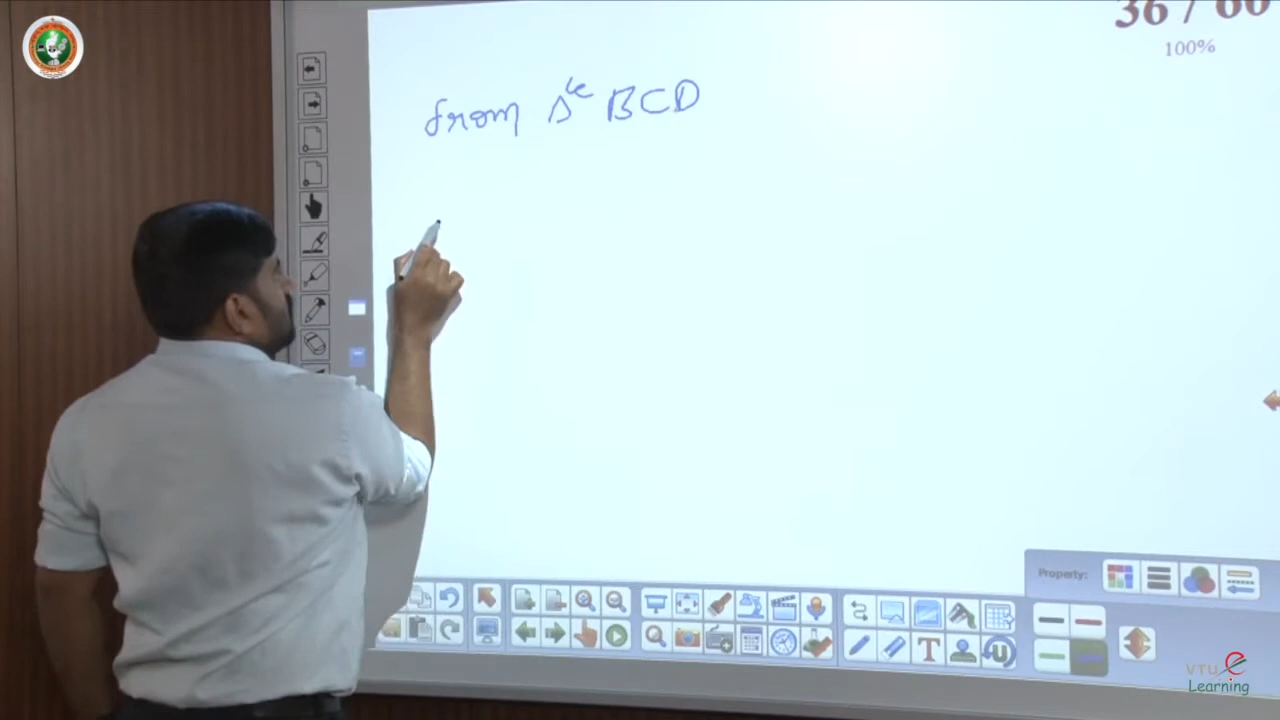 36 / 60
100%
from Δle BCD
Property:
T
VTU e
Learning